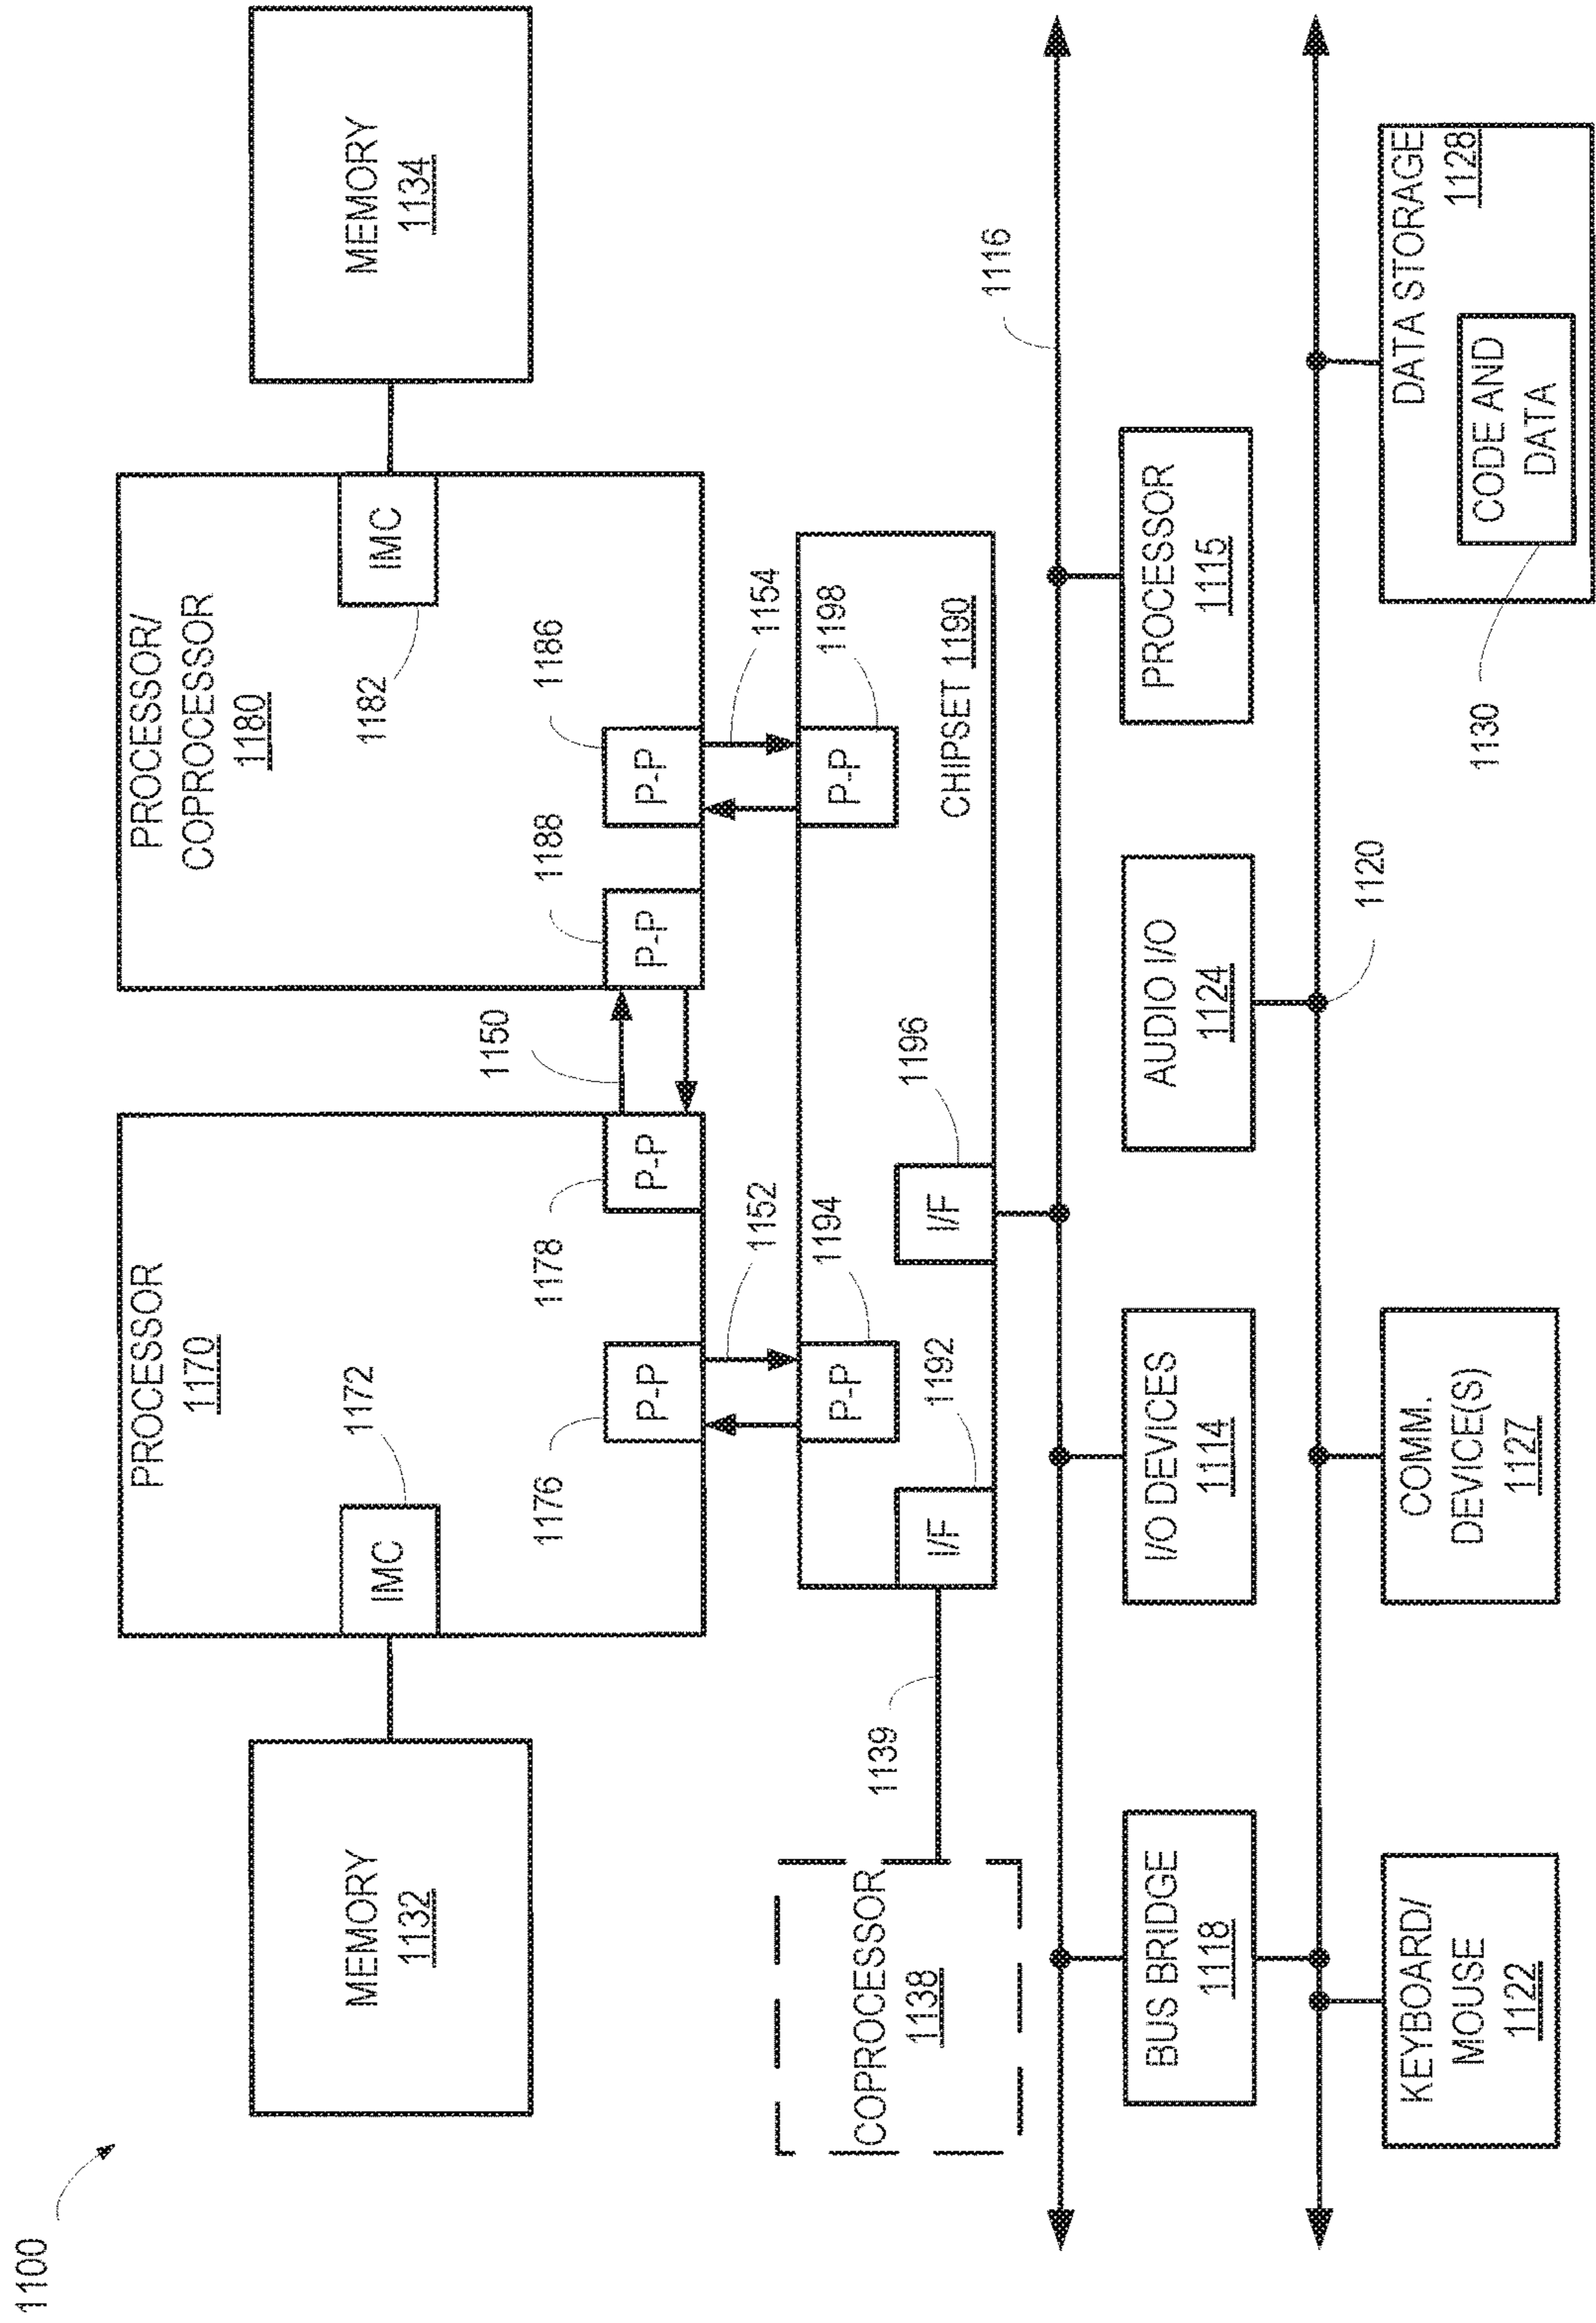 1100
MEMORY
1132
PROCESSOR
1170
IMC
1172
1176
P-P
1178
P-P
1150
PROCESSOR/
COPROCESSOR
1180
IMC
1182
1188
P-P
1186
P-P
MEMORY
1134
1152
1154
COPROCESSOR
1138
1139
P-P
1194
I/F
1192
I/F
1196
P-P
1198
CHIPSET 1190
1116
BUS BRIDGE
1118
I/O DEVICES
1114
AUDIO I/O
1124
PROCESSOR
1115
1120
KEYBOARD/
MOUSE
1122
COMM.
DEVICE(S)
1127
DATA STORAGE
1128
CODE AND
DATA
1130